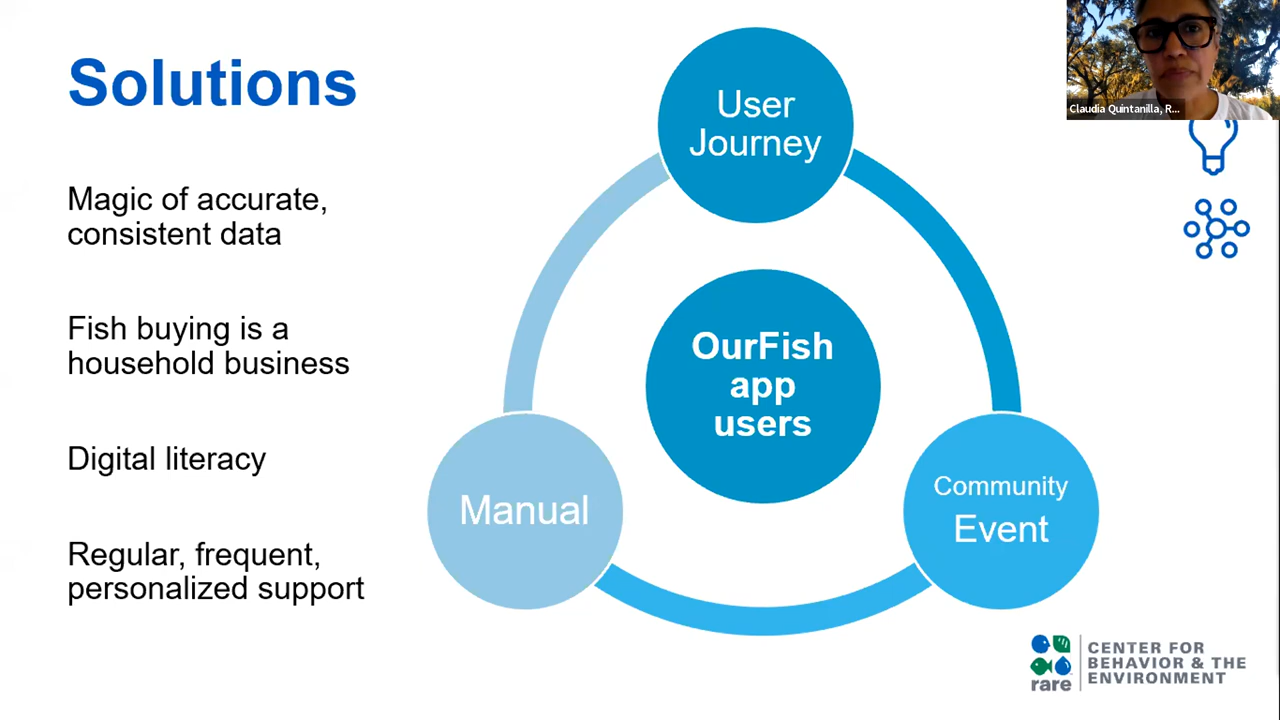 Solutions
Magic of accurate,
consistent data
Fish buying is a
household business
Digital literacy
Regular, frequent,
personalized support
User
Journey
OurFish
app
users
Manual
Community
Event
Claudia Quintanilla, R...
rare
CENTER FOR
BEHAVIOR & THE
ENVIRONMENT